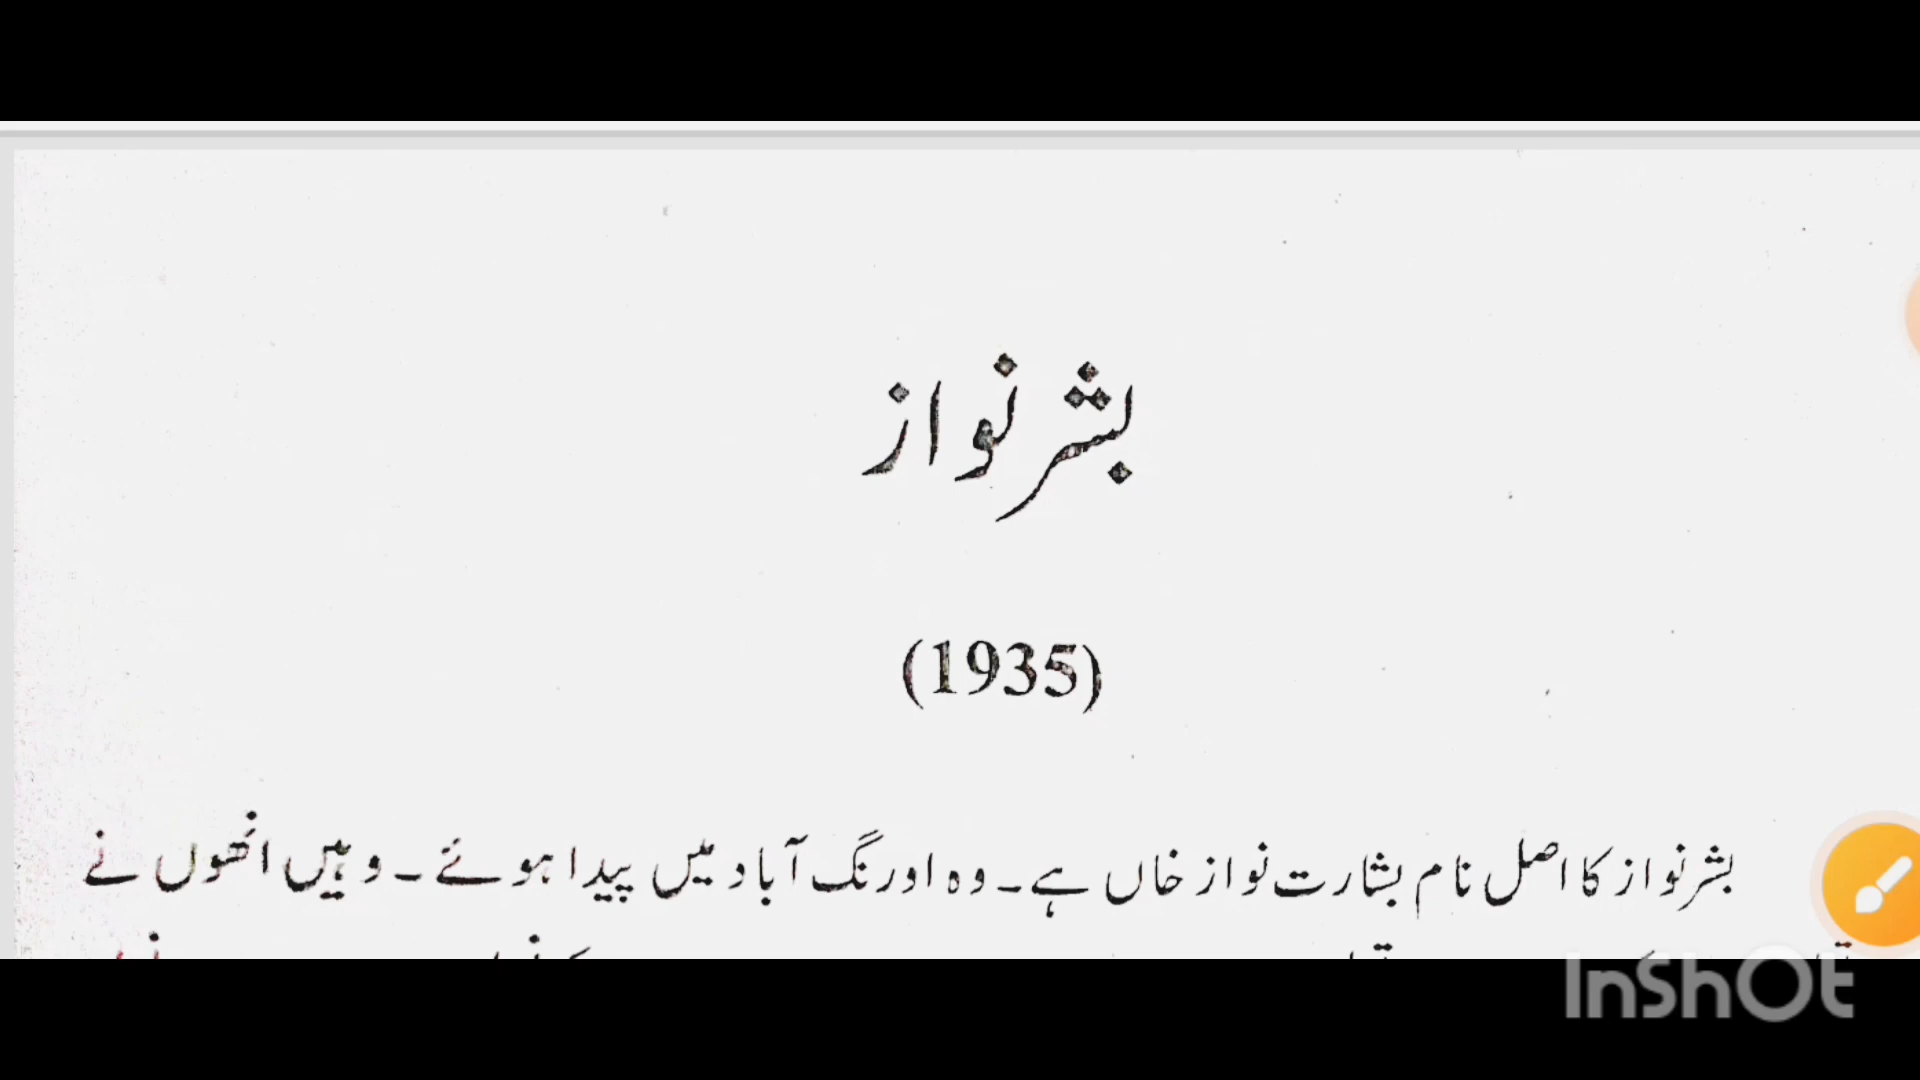 بشر نواز
(1935)
بشر نواز کا اصل نام بشارت نواز خاں ہے۔ وہ اورنگ آباد میں پیدا ہوئے۔ وہیں انھوں نے
InShOt